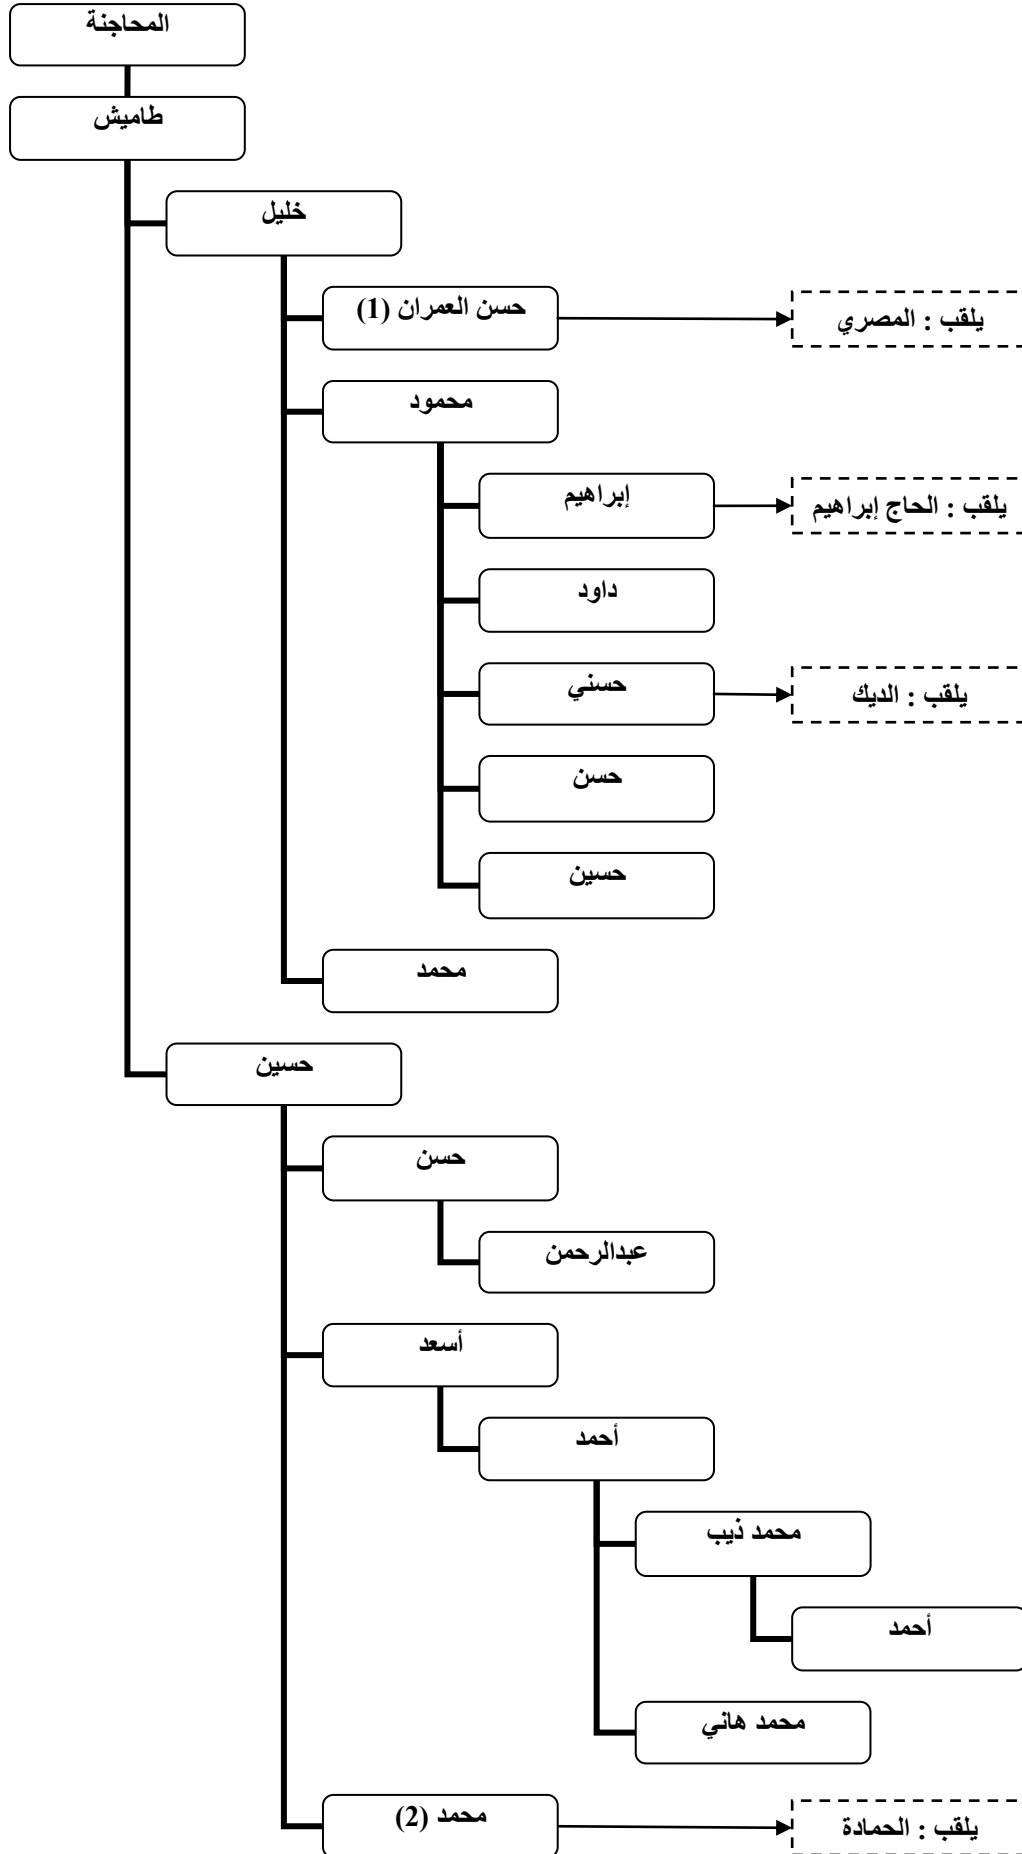 المحاجنة
طاميش
خليل
حسن العمران (1)
يلقب : المصري
محمود
إبراهيم
يلقب : الحاج إبراهيم
داود
حسني
يلقب : الديك
حسن
حسين
محمد
حسين
حسن
عبدالرحمن
أسعد
أحمد
محمد ذيب
أحمد
محمد هاني
محمد (2)
يلقب : الحمادة